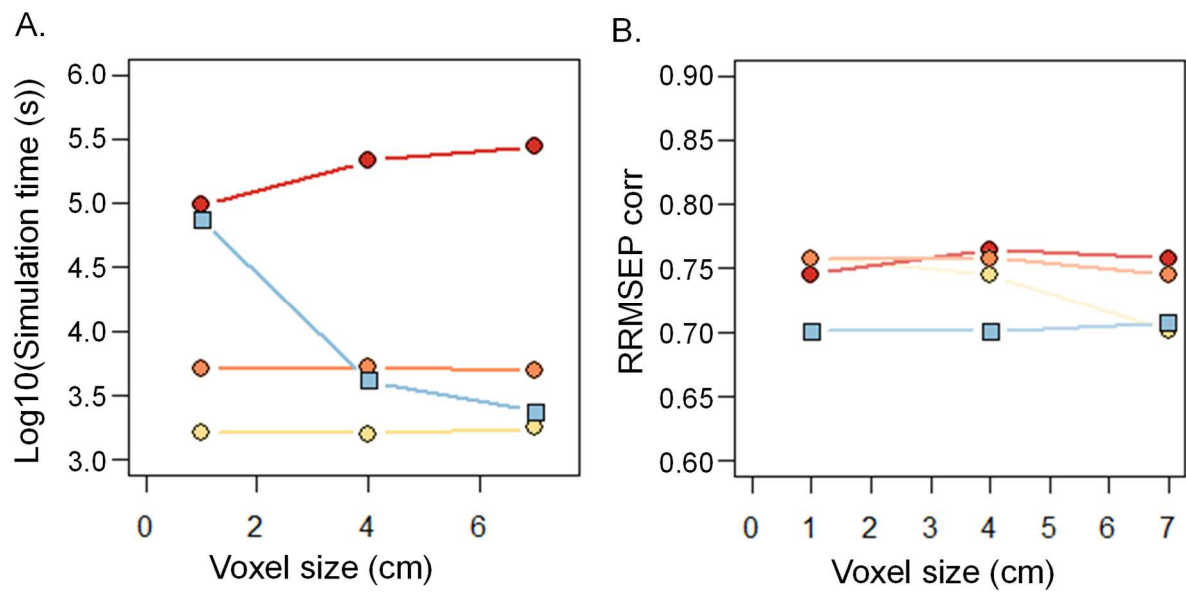 A.
Log10(Simulation time (s))
6.0
5.5
5.0
4.5
4.0
3.5
3.0
0 2 4 6
Voxel size (cm)
B.
RRMSEP corr
0.90
0.85
0.80
0.75
0.70
0.65
0.60
0 1 2 3 4 5 6 7
Voxel size (cm)